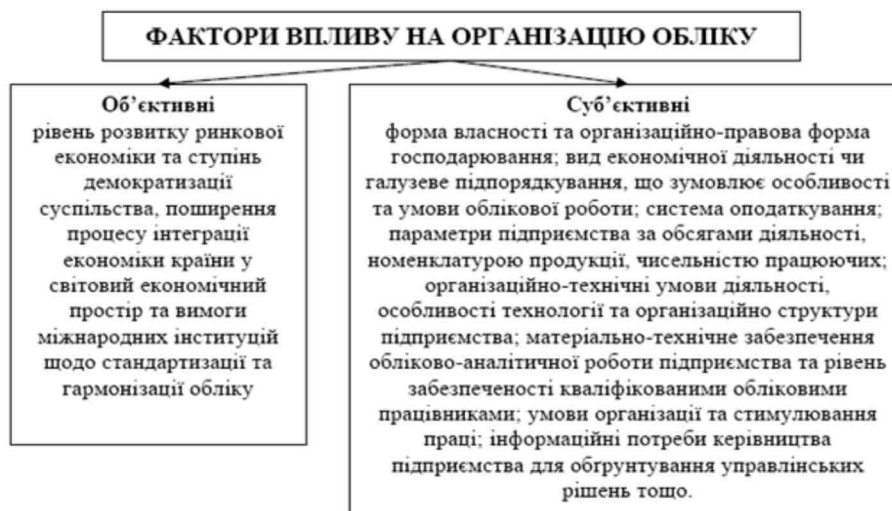 ФАКТОРИ ВПЛИВУ НА ОРГАНІЗАЦІЮ ОБЛІКУ
Об’єктивні
рівень розвитку ринкової
економіки та ступінь
демократизації
суспільства, поширення
процесу інтеграції
економіки країни у
світовий економічний
простір та вимоги
міжнародних інституцій
щодо стандартизації та
гармонізації обліку
Суб’єктивні
форма власності та організаційно-правова форма
господарювання; вид економічної діяльності чи
галузеве підпорядкування, що зумовлює особливості
та умови облікової роботи; система оподаткування;
параметри підприємства за обсягами діяльності,
номенклатурою продукції, чисельністю працюючих;
організаційно-технічні умови діяльності,
особливості технології та організаційно структури
підприємства; матеріально-технічне забезпечення
обліково-аналітичної роботи підприємства та рівень
забезпеченості кваліфікованими обліковими
працівниками; умови організації та стимулювання
праці; інформаційні потреби керівництва
підприємства для обґрунтування управлінських
рішень тощо.